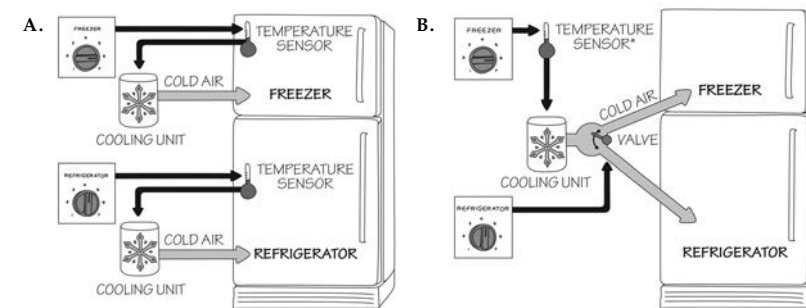 A.
FREEZER
TEMPERATURE
SENSOR
COLD AIR
FREEZER
COOLING UNIT
REFRIGERATOR
TEMPERATURE
SENSOR
COLD AIR
REFRIGERATOR
COOLING UNIT
B.
FREEZER
TEMPERATURE
SENSOR*
FREEZER
COLD AIR
VALVE
COOLING UNIT
REFRIGERATOR
REFRIGERATOR